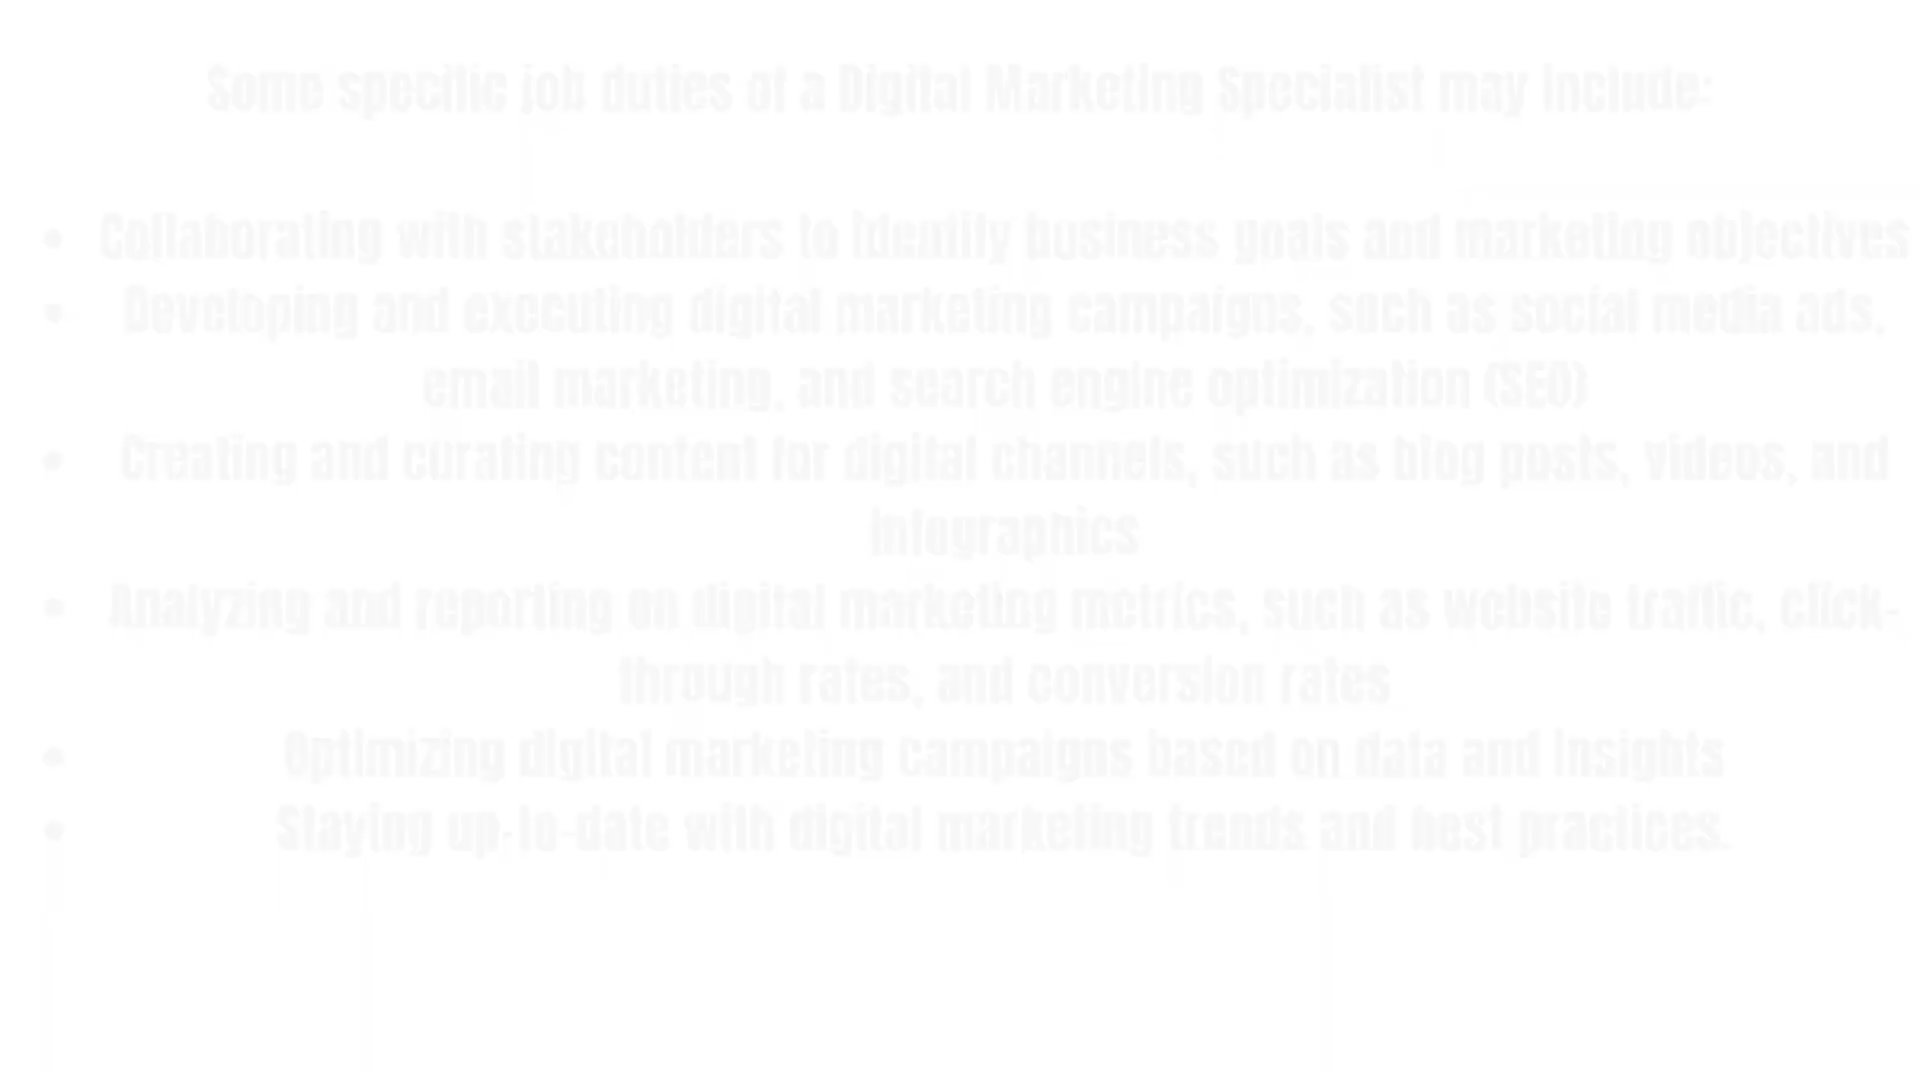 Some specific job duties of a Digital Marketing Specialist may include:
• Collaborating with stakeholders to identify business goals and marketing objectives
• Developing and executing digital marketing campaigns, such as social media ads,
email marketing, and search engine optimization (SEO)
• Creating and curating content for digital channels, such as blog posts, videos, and
infographics
• Analyzing and reporting on digital marketing metrics, such as website traffic, click-
through rates, and conversion rates
• Optimizing digital marketing campaigns based on data and insights
• Staying up-to-date with digital marketing trends and best practices.